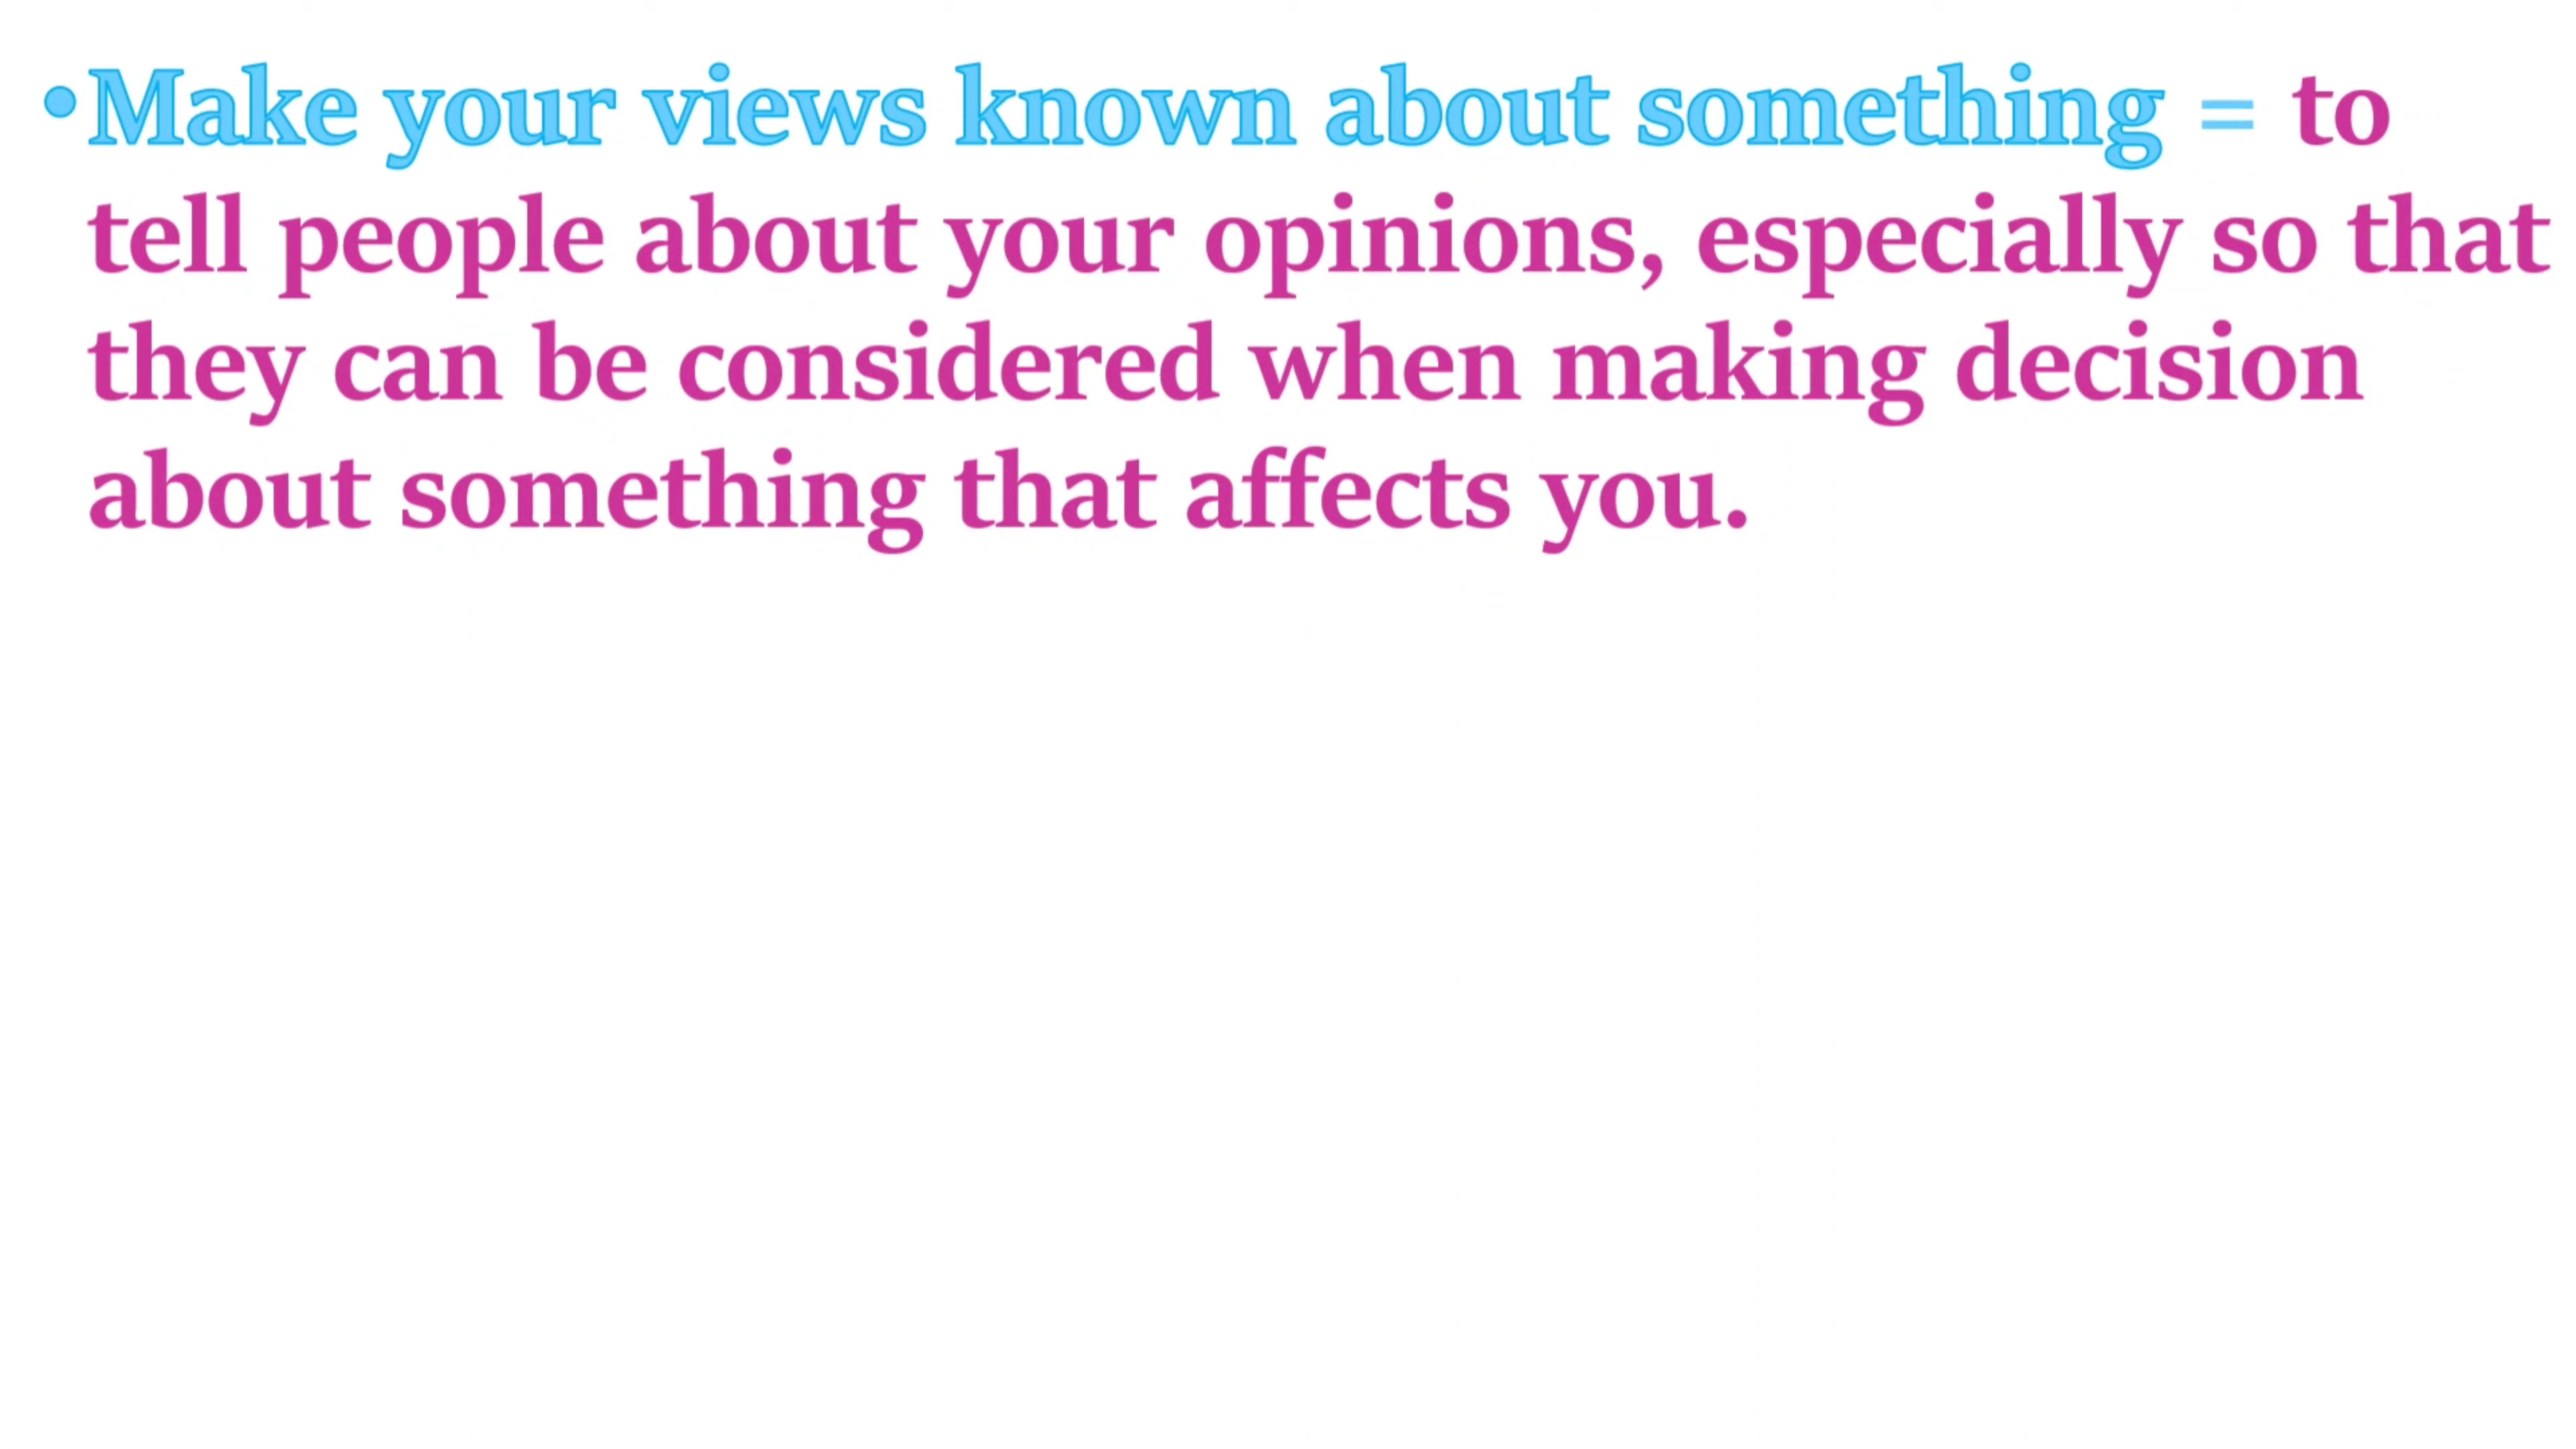 •Make your views known about something = to
tell people about your opinions, especially so that
they can be considered when making decision
about something that affects you.